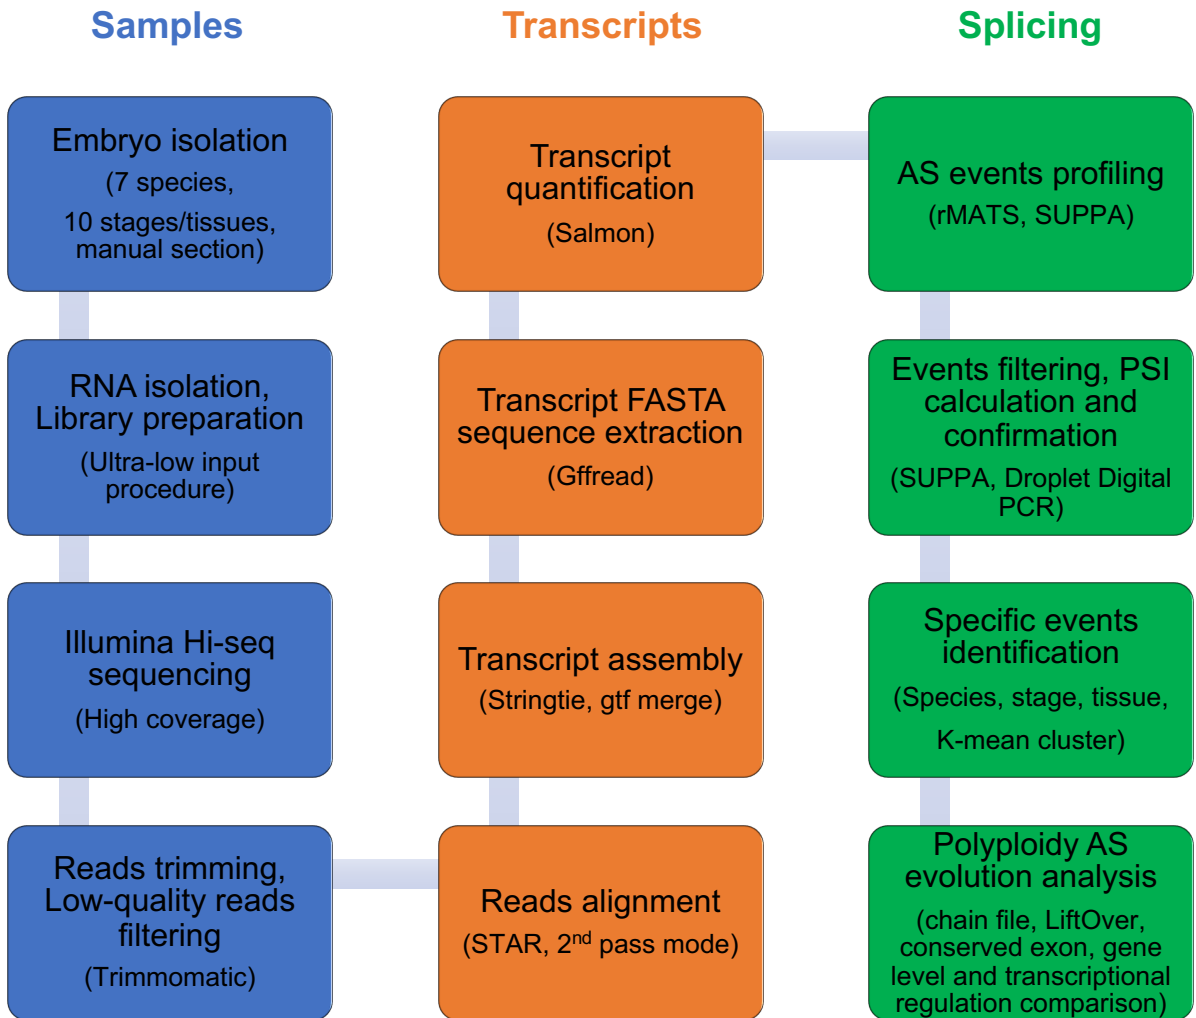 Samples
Transcripts
Splicing
Embryo isolation
(7 species,
10 stages/tissues,
manual section)
RNA isolation,
Library preparation
(Ultra-low input
procedure)
Illumina Hi-seq
sequencing
(High coverage)
Reads trimming,
Low-quality reads
filtering
(Trimmomatic)
Transcript
quantification
(Salmon)
Transcript FASTA
sequence extraction
(Gffread)
Transcript assembly
(Stringtie, gtf merge)
Reads alignment
(STAR, 2nd pass mode)
AS events profiling
(rMATS, SUPPA)
Events filtering, PSI
calculation and
confirmation
(SUPPA, Droplet Digital
PCR)
Specific events
identification
(Species, stage, tissue,
K-mean cluster)
Polyploidy AS
evolution analysis
(chain file, LiftOver,
conserved exon, gene
level and transcriptional
regulation comparison)